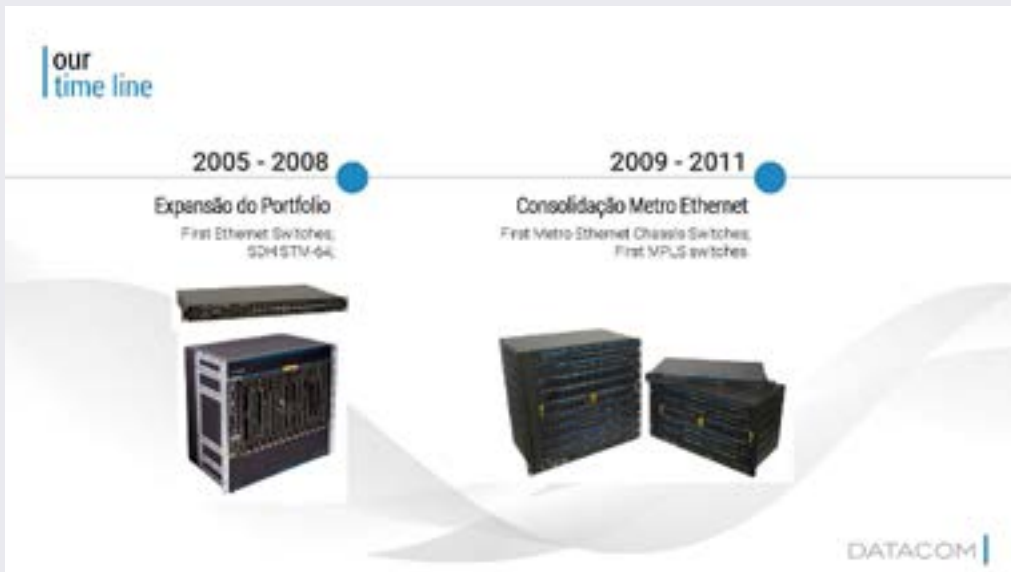 our
time line
2005 - 2008
Expansão do Portfolio
First Ethernet Switches;
SDH STM-64;
2009 - 2011
Consolidação Metro Ethernet
First Metro Ethernet Chassis Switches;
First MPLS switches.
DATACOM